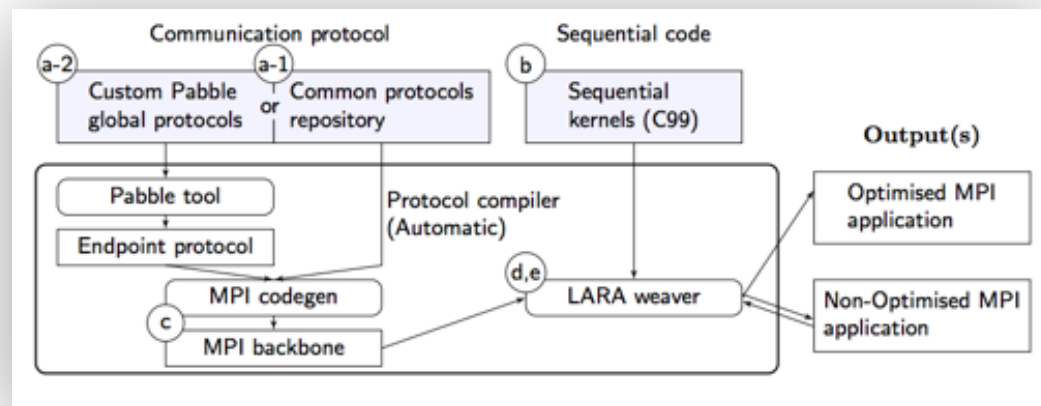 Communication protocol
Sequential code
a-2
a-1
b
Custom Pabble
global protocols
or
Common protocols
repository
Sequential
kernels (C99)
Output(s)
Pabble tool
Protocol compiler
(Automatic)
Optimised MPI
application
Endpoint protocol
d,e
MPI codegen
LARA weaver
Non-Optimised MPI
application
c
MPI backbone